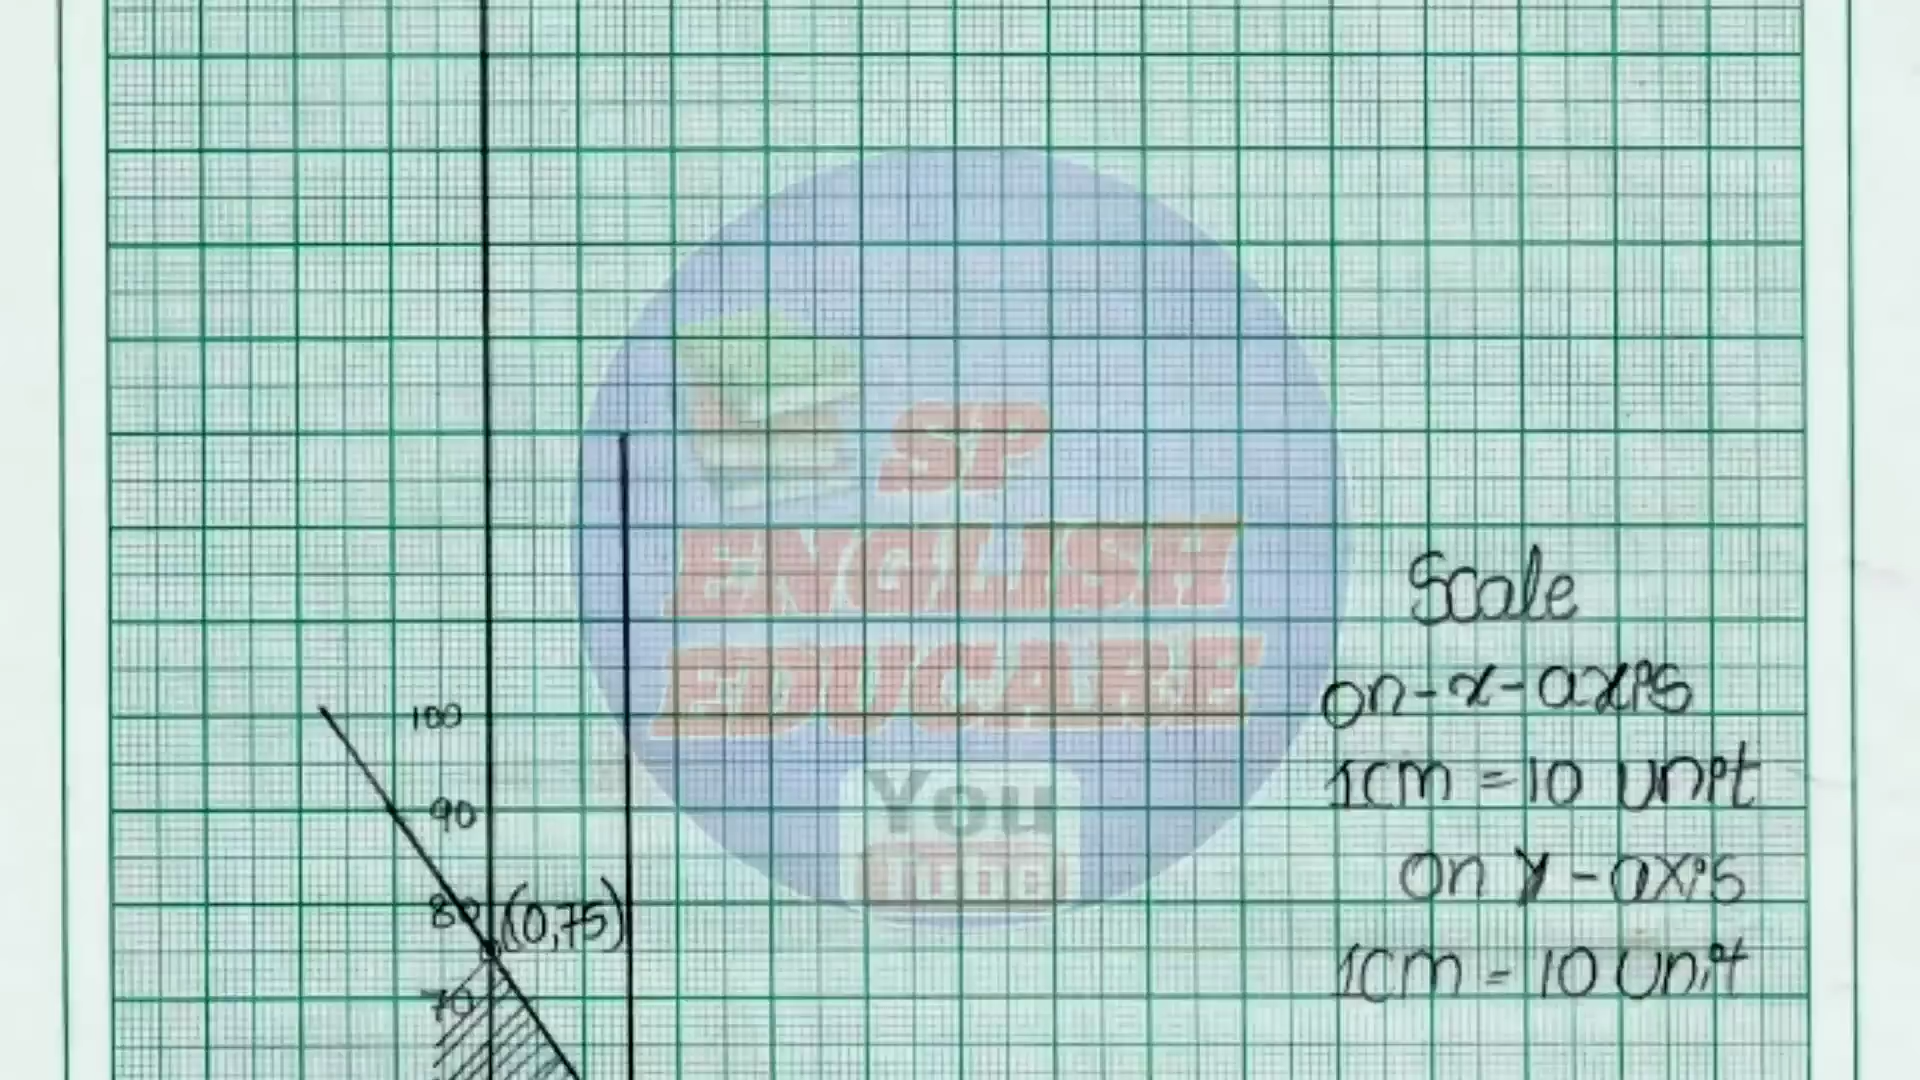 SP
ENGLISH
EDUCARE
You
Scale
on-x-axis
1cm = 10 unit
on y-axis
1cm = 10 unit
100
90
80 (0,75)
70